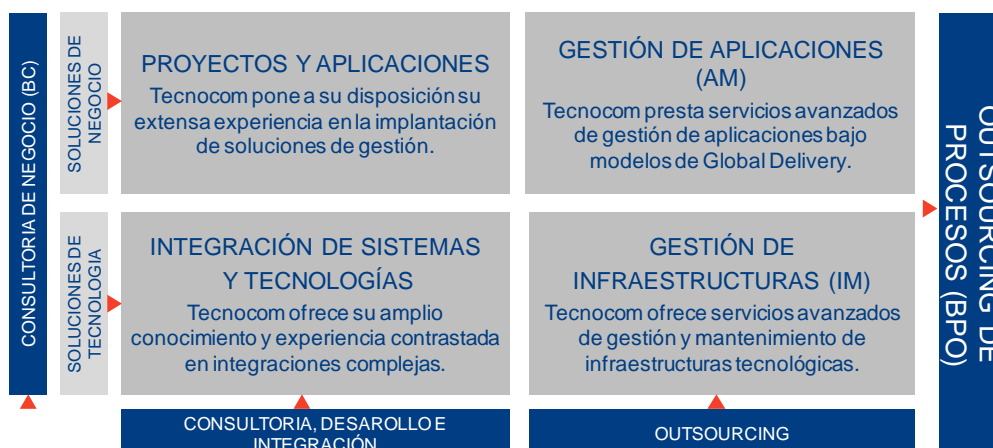 CONSULTORIA DE NEGOCIO (BC)
SOLUCIONES DE
NEGOCIO
PROYECTOS Y APLICACIONES
Tecnocom pone a su disposición su
extensa experiencia en la implantación
de soluciones de gestión.
GESTIÓN DE APLICACIONES
(AM)
Tecnocom presta servicios avanzados
de gestión de aplicaciones bajo
modelos de Global Delivery.
SOLUCIONES DE
TECNOLOGIA
INTEGRACIÓN DE SISTEMAS
Y TECNOLOGÍAS
Tecnocom ofrece su amplio
conocimiento y experiencia contrastada
en integraciones complejas.
GESTIÓN DE
INFRAESTRUCTURAS (IM)
Tecnocom ofrece servicios avanzados
de gestión y mantenimiento de
infraestructuras tecnológicas.
OUTSOURCING DE
PROCESOS (BPO)
CONSULTORIA, DESAROLLO E
INTEGRACIÓN
OUTSOURCING